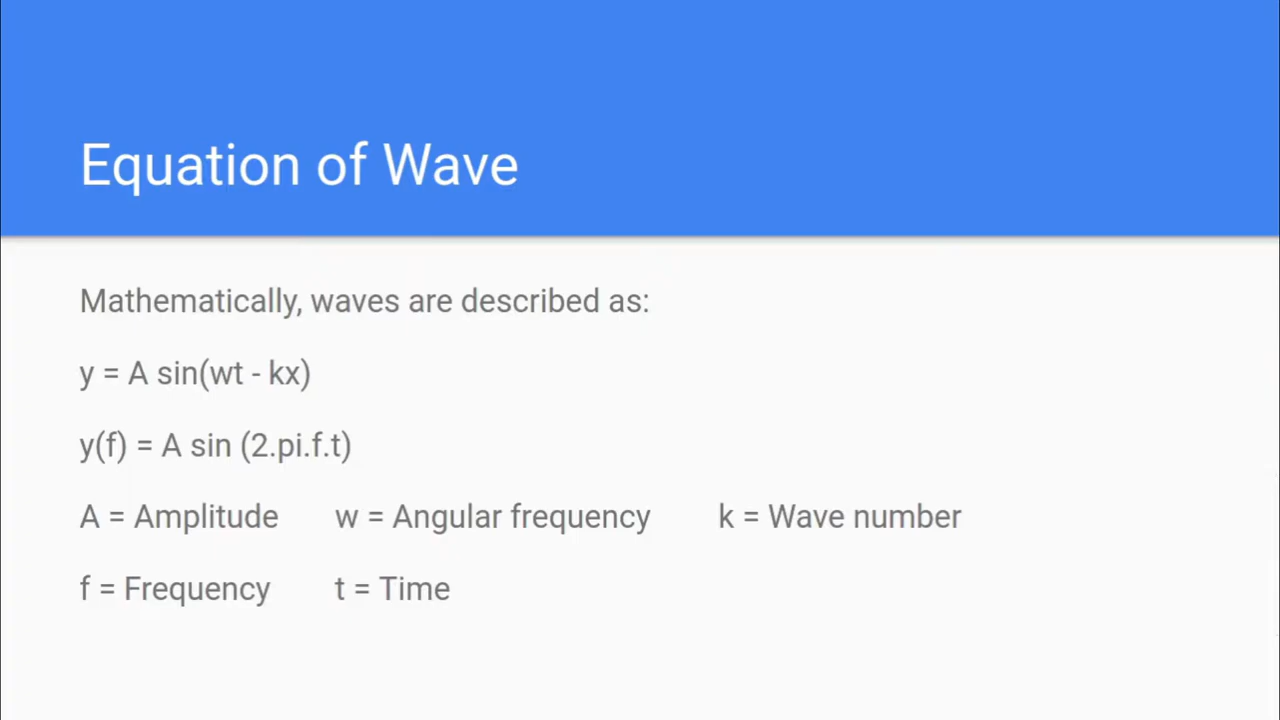 Equation of Wave
Mathematically, waves are described as:
y = A sin(wt - kx)
y(f) = A sin (2.pi.f.t)
A = Amplitude w = Angular frequency k = Wave number
f = Frequency t = Time